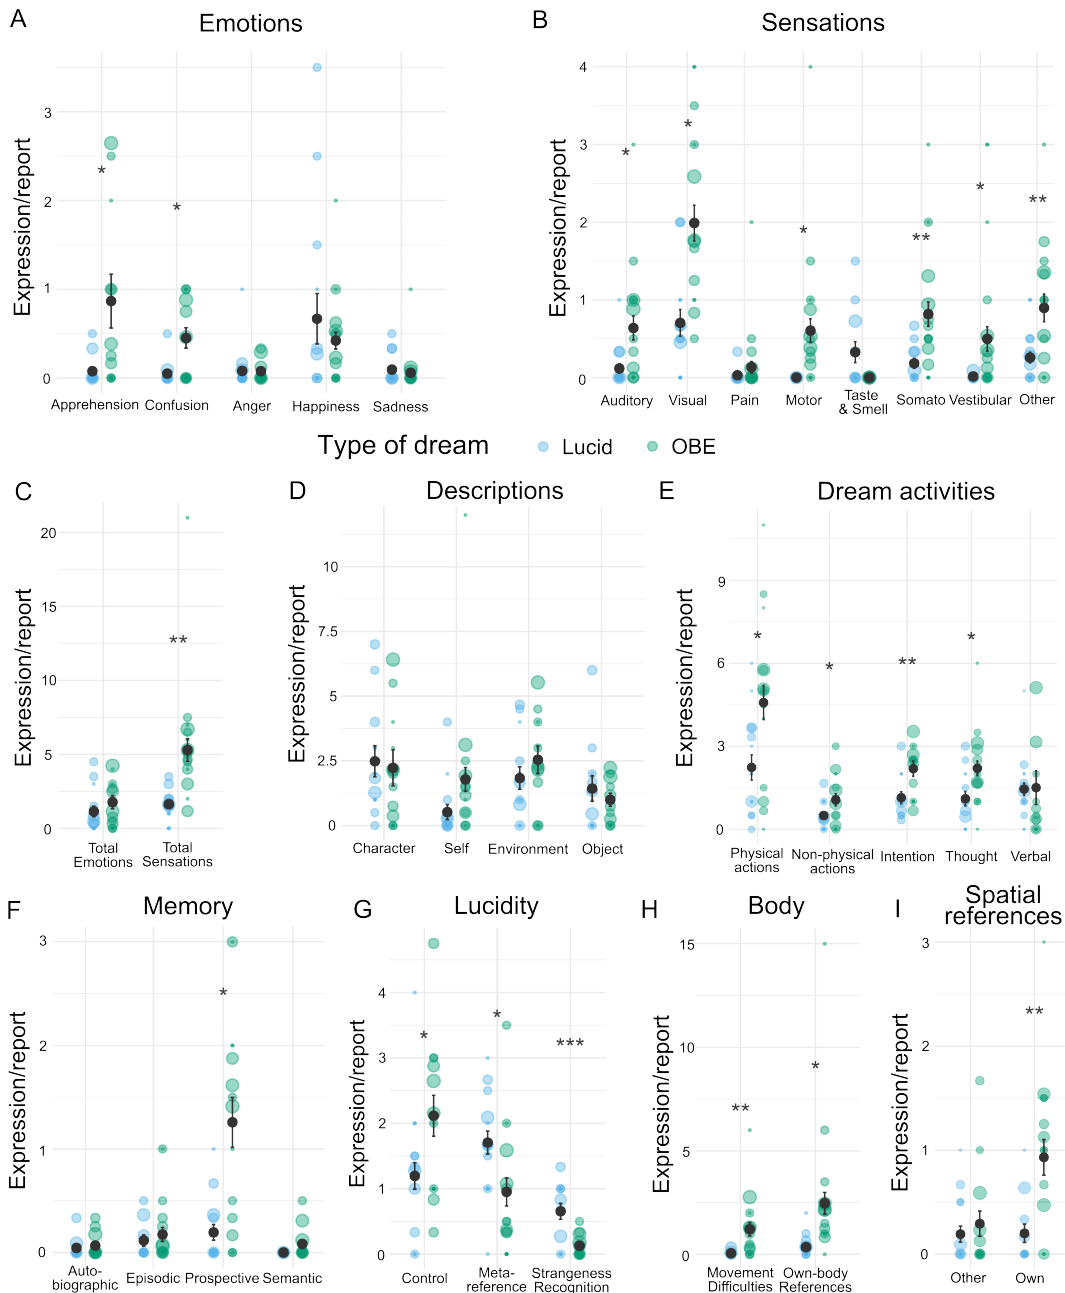 A
Emotions
Expression/report
3
2
1
0
*
*
Apprehension Confusion Anger Happiness Sadness
B
Sensations
Expression/report
4
3
2
1
0
*
*
*
**
*
**
Auditory Visual Pain Motor Taste & Smell Somato Vestibular Other
Type of dream Lucid OBE
C
Expression/report
20
15
10
5
0
**
Total Emotions
Total Sensations
D
Descriptions
Expression/report
10
7.5
5
2.5
0
Character Self Environment Object
E
Dream activities
Expression/report
9
6
3
0
*
*
**
*
Physical actions
Non-physical actions
Intention Thought Verbal
F
Memory
Expression/report
3
2
1
0
*
Auto-
biographic
Episodic Prospective Semantic
G
Lucidity
Expression/report
4
3
2
1
0
*
*
***
Control
Meta-
reference
Strangeness
Recognition
H
Body
Expression/report
15
10
5
0
**
*
Movement
Difficulties
Own-body
References
I
Spatial
references
Expression/report
3
2
1
0
**
Other Own